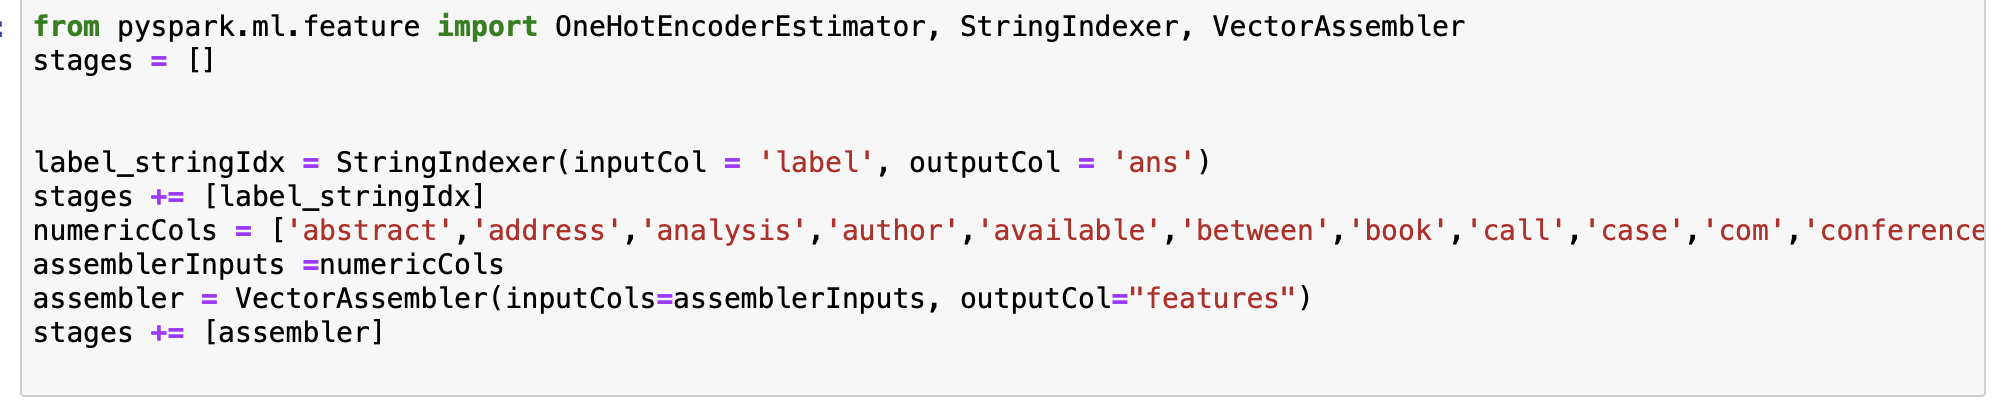 from pyspark.ml.feature import OneHotEncoderEstimator, StringIndexer, VectorAssembler
stages = []
label_stringIdx = StringIndexer(inputCol = 'label', outputCol = 'ans')
stages += [label_stringIdx]
numericCols = ['abstract','address','analysis','author','available','between','book','call','case','com','conference
assemblerInputs =numericCols
assembler = VectorAssembler(inputCols=assemblerInputs, outputCol="features")
stages += [assembler]